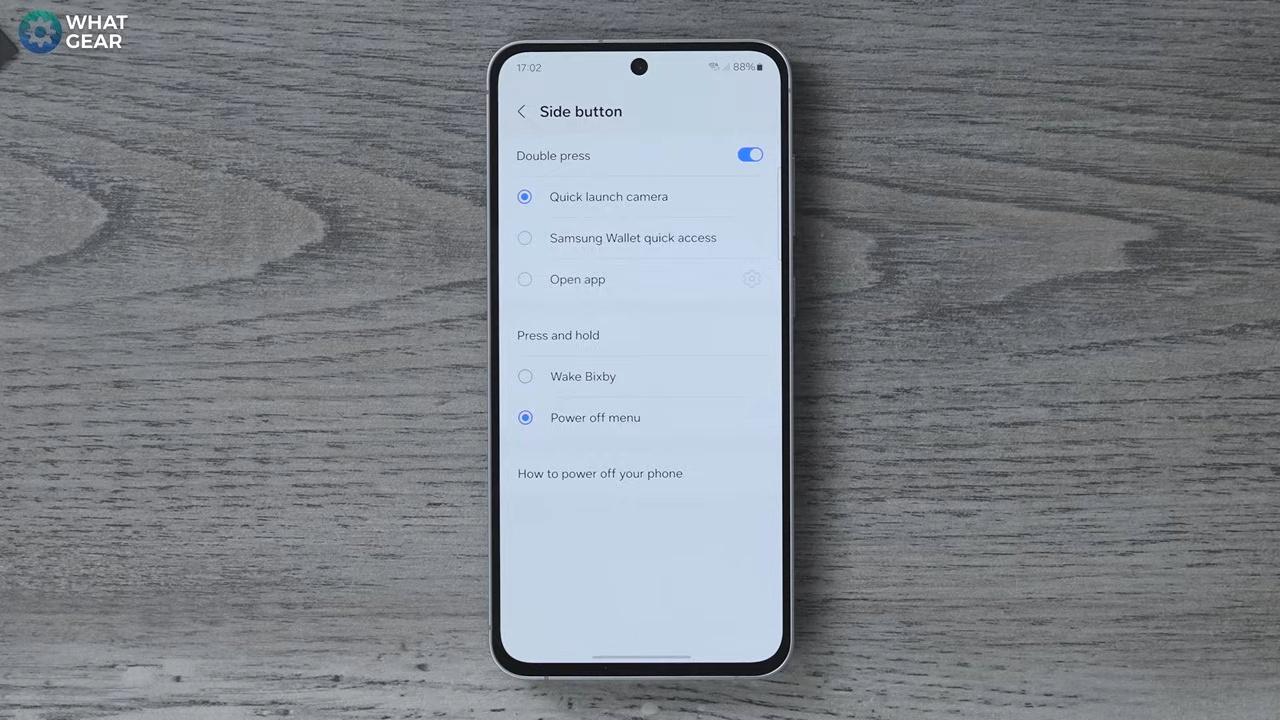 WHAT
GEAR
17:02
88%
Side button
Double press
Quick launch camera
Samsung Wallet quick access
Open app
Press and hold
Wake Bixby
Power off menu
How to power off your phone